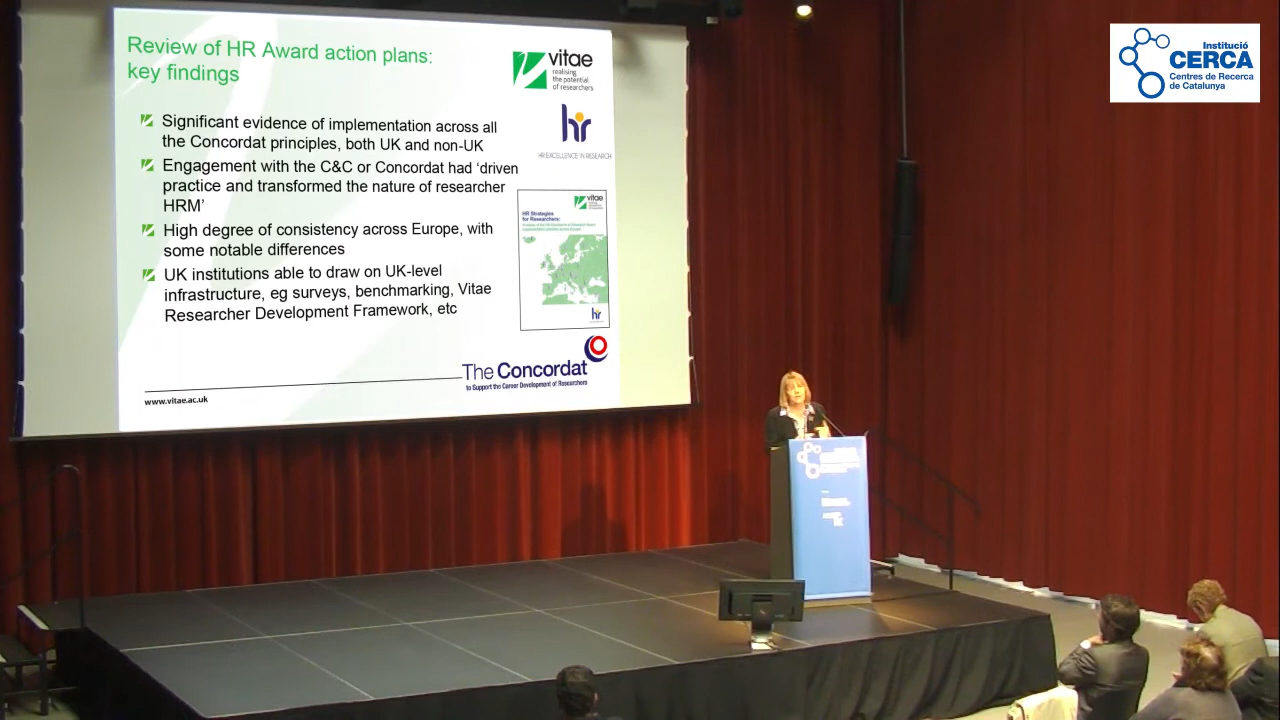 Review of HR Award action plans:
key findings
vitae
realising
the potential
of researchers
hr
HR EXCELLENCE IN RESEARCH
Significant evidence of implementation across all
the Concordat principles, both UK and non-UK
Engagement with the C&C or Concordat had ‘driven
practice and transformed the nature of researcher
HRM’
High degree of consistency across Europe, with
some notable differences
UK institutions able to draw on UK-level
infrastructure, eg surveys, benchmarking, Vitae
Researcher Development Framework, etc
vitae
HR Strategies
for Researchers:
hr
The Concordat
to Support the Career Development of Researchers
www.vitae.ac.uk
Institució
CERCA
Centres de Recerca
de Catalunya